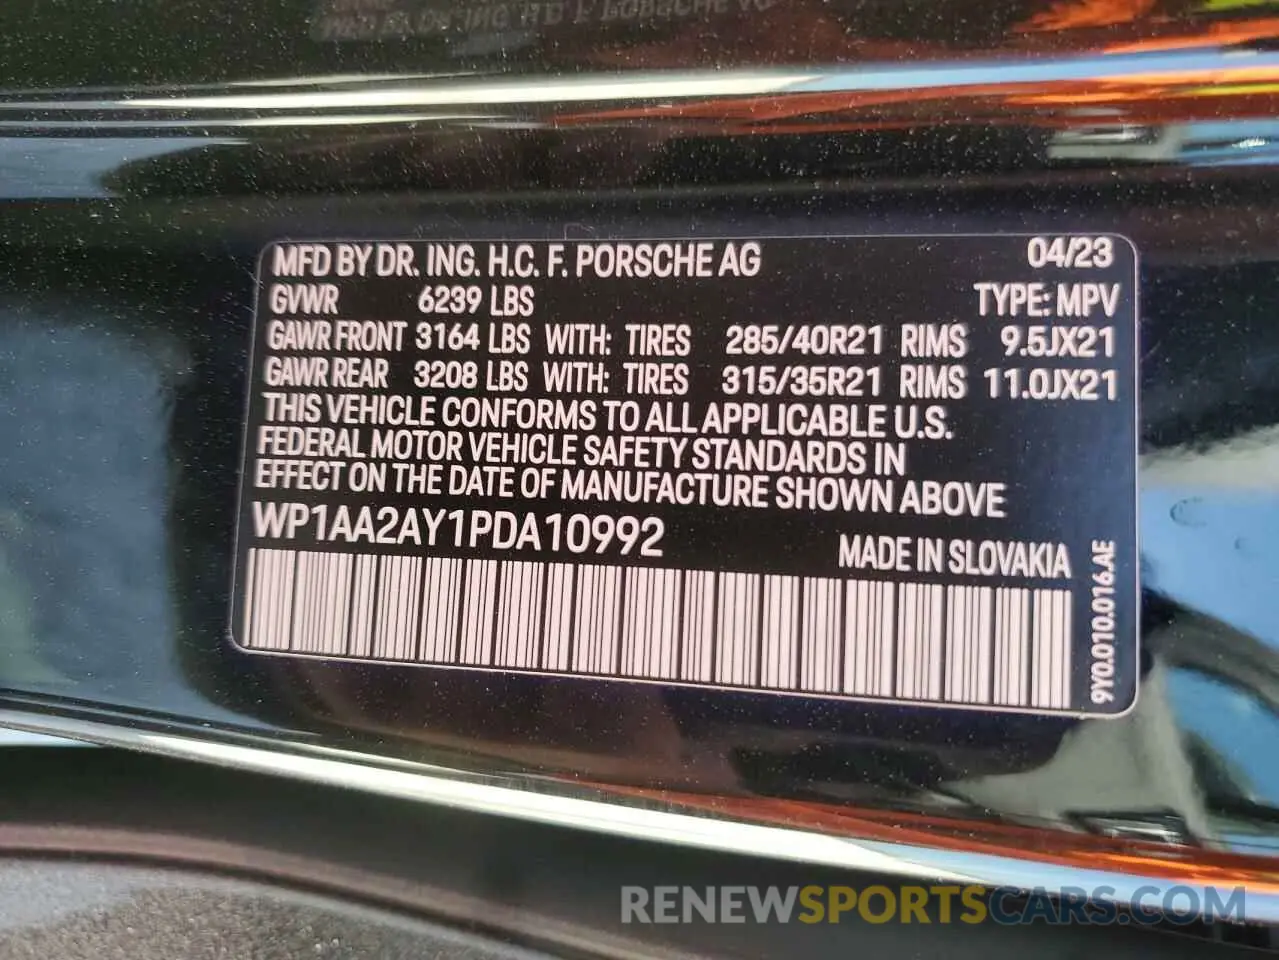 MFD BY DR. ING. H.C. F. PORSCHE AG 04/23
GVWR 6239 LBS TYPE: MPV
GAWR FRONT 3164 LBS WITH: TIRES 285/40R21 RIMS 9.5JX21
GAWR REAR 3208 LBS WITH: TIRES 315/35R21 RIMS 11.0JX21
THIS VEHICLE CONFORMS TO ALL APPLICABLE U.S.
FEDERAL MOTOR VEHICLE SAFETY STANDARDS IN
EFFECT ON THE DATE OF MANUFACTURE SHOWN ABOVE
WP1AA2AY1PDA10992
MADE IN SLOVAKIA
9Y0.010.016.AE
RENEWSPORTSCARS.COM